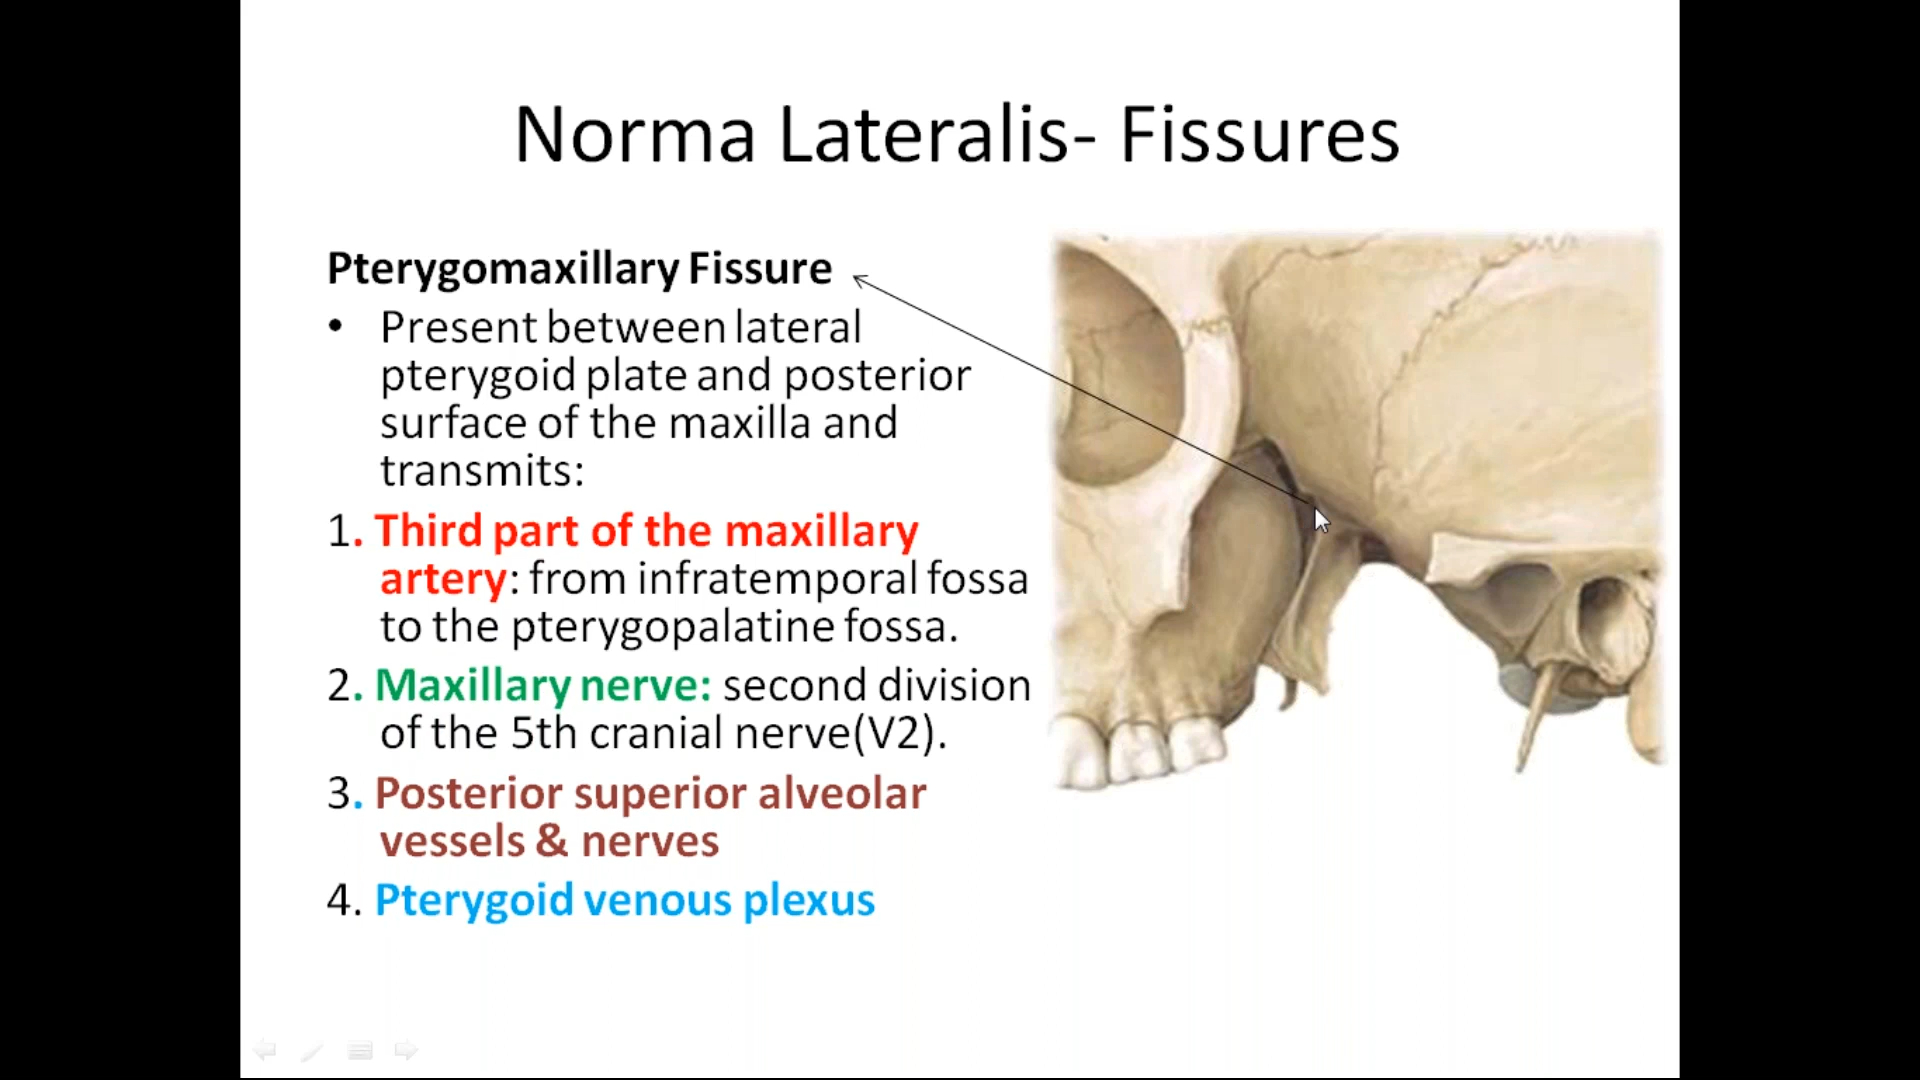 Norma Lateralis- Fissures
Pterygomaxillary Fissure
• Present between lateral
pterygoid plate and posterior
surface of the maxilla and
transmits:
1. Third part of the maxillary
artery: from infratemporal fossa
to the pterygopalatine fossa.
2. Maxillary nerve: second division
of the 5th cranial nerve(V2).
3. Posterior superior alveolar
vessels & nerves
4. Pterygoid venous plexus